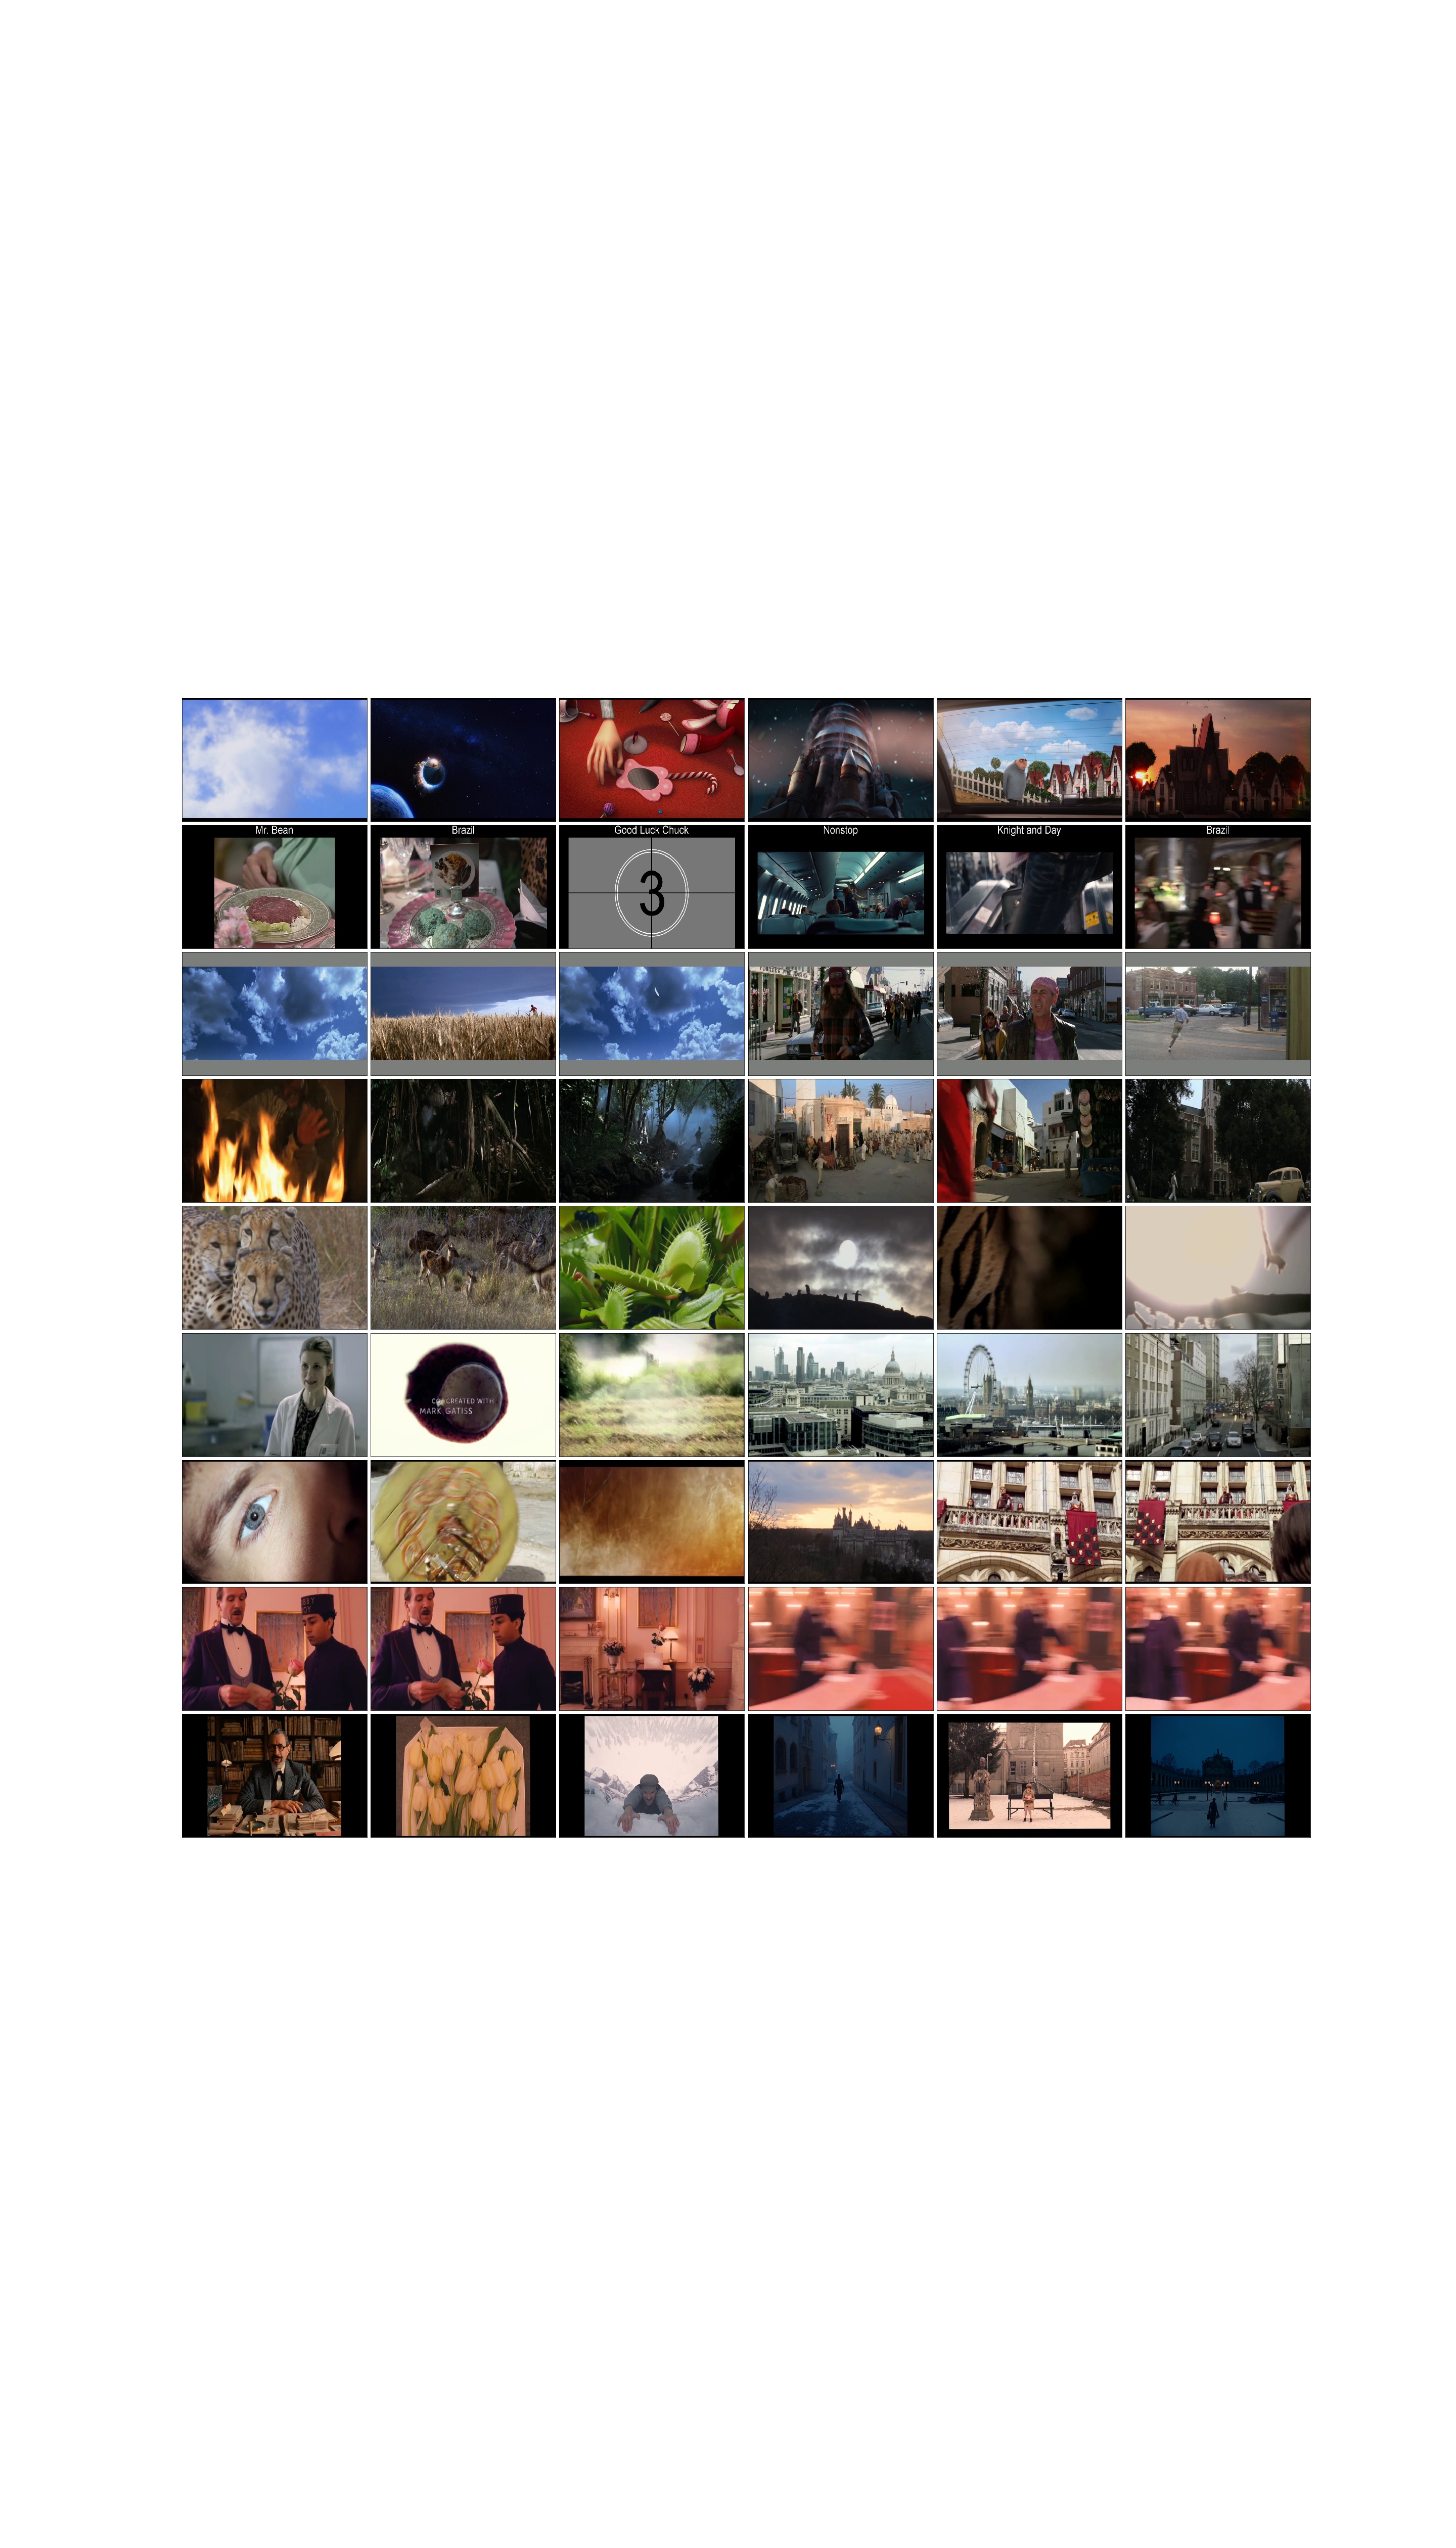 Mr. Bean
Brazil
Good Luck Chuck
Nonstop
Knight and Day
Brazil
3
CO-CREATED WITH
MARK GATISS